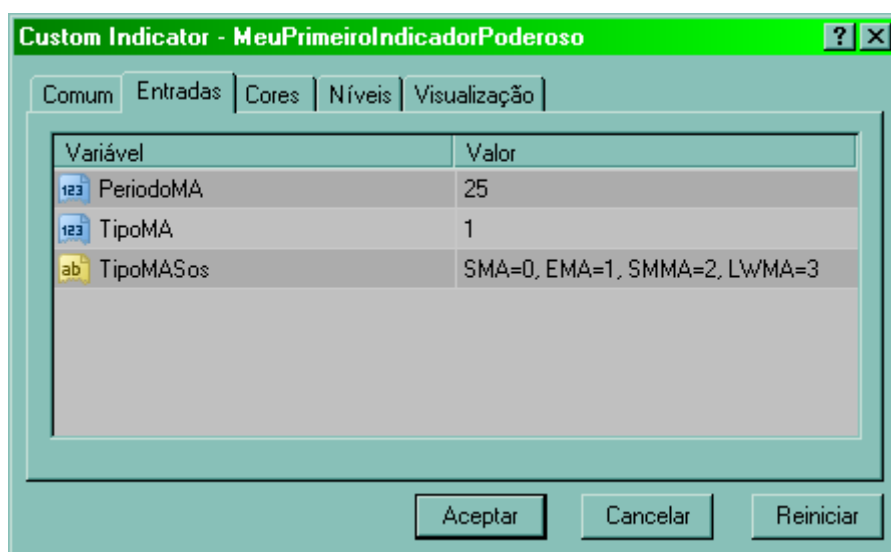 Custom Indicator - MeuPrimeiroIndicadorPoderoso
Comum Entradas Cores Níveis Visualização
Variável Valor
123 PeriodoMA 25
123 TipoMA 1
ab TipoMASos SMA=0, EMA=1, SMMA=2, LWMA=3
Aceptar Cancelar Reiniciar